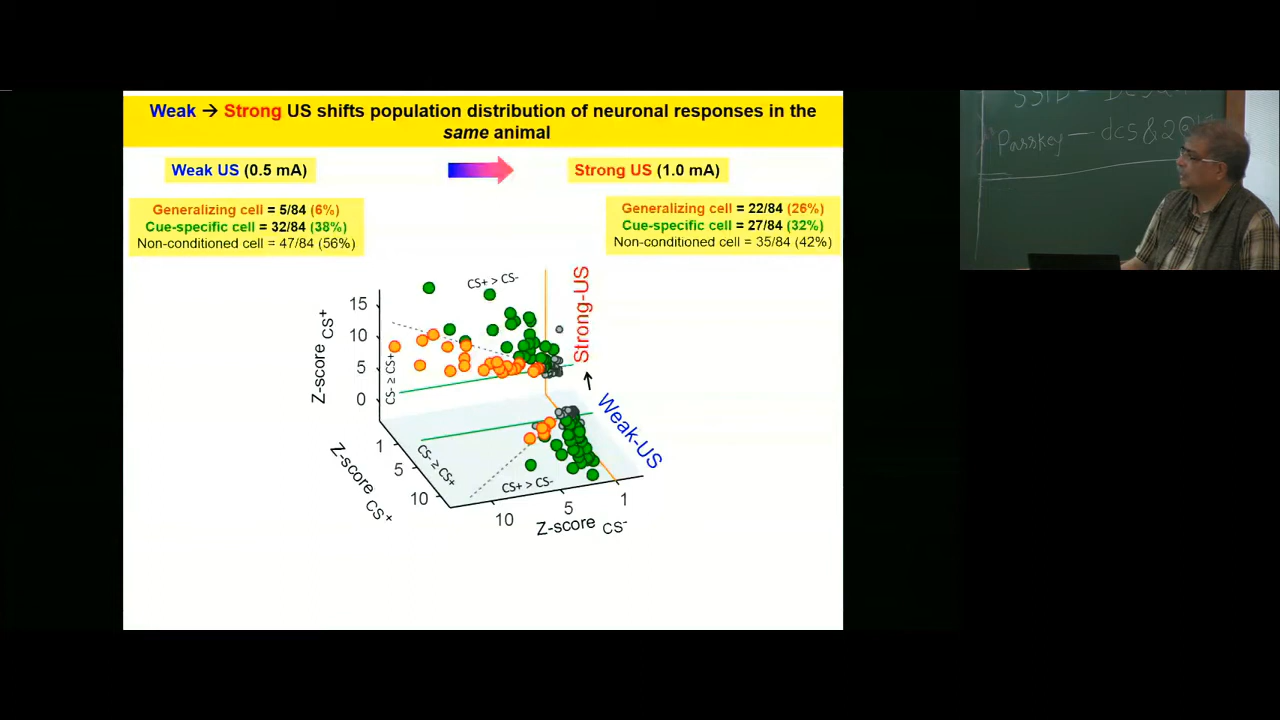 Weak → Strong US shifts population distribution of neuronal responses in the
same animal
Weak US (0.5 mA)
Strong US (1.0 mA)
Generalizing cell = 5/84 (6%)
Cue-specific cell = 32/84 (38%)
Non-conditioned cell = 47/84 (56%)
Generalizing cell = 22/84 (26%)
Cue-specific cell = 27/84 (32%)
Non-conditioned cell = 35/84 (42%)
CS+ > CS-
Strong-US
Z-score CS+
15
10
5
0
CS- ≥ CS+
Weak-US
1
5
10
Z-score CS+
CS- ≥ CS+
CS+ > CS-
10
5
1
Z-score CS-
Passkey —